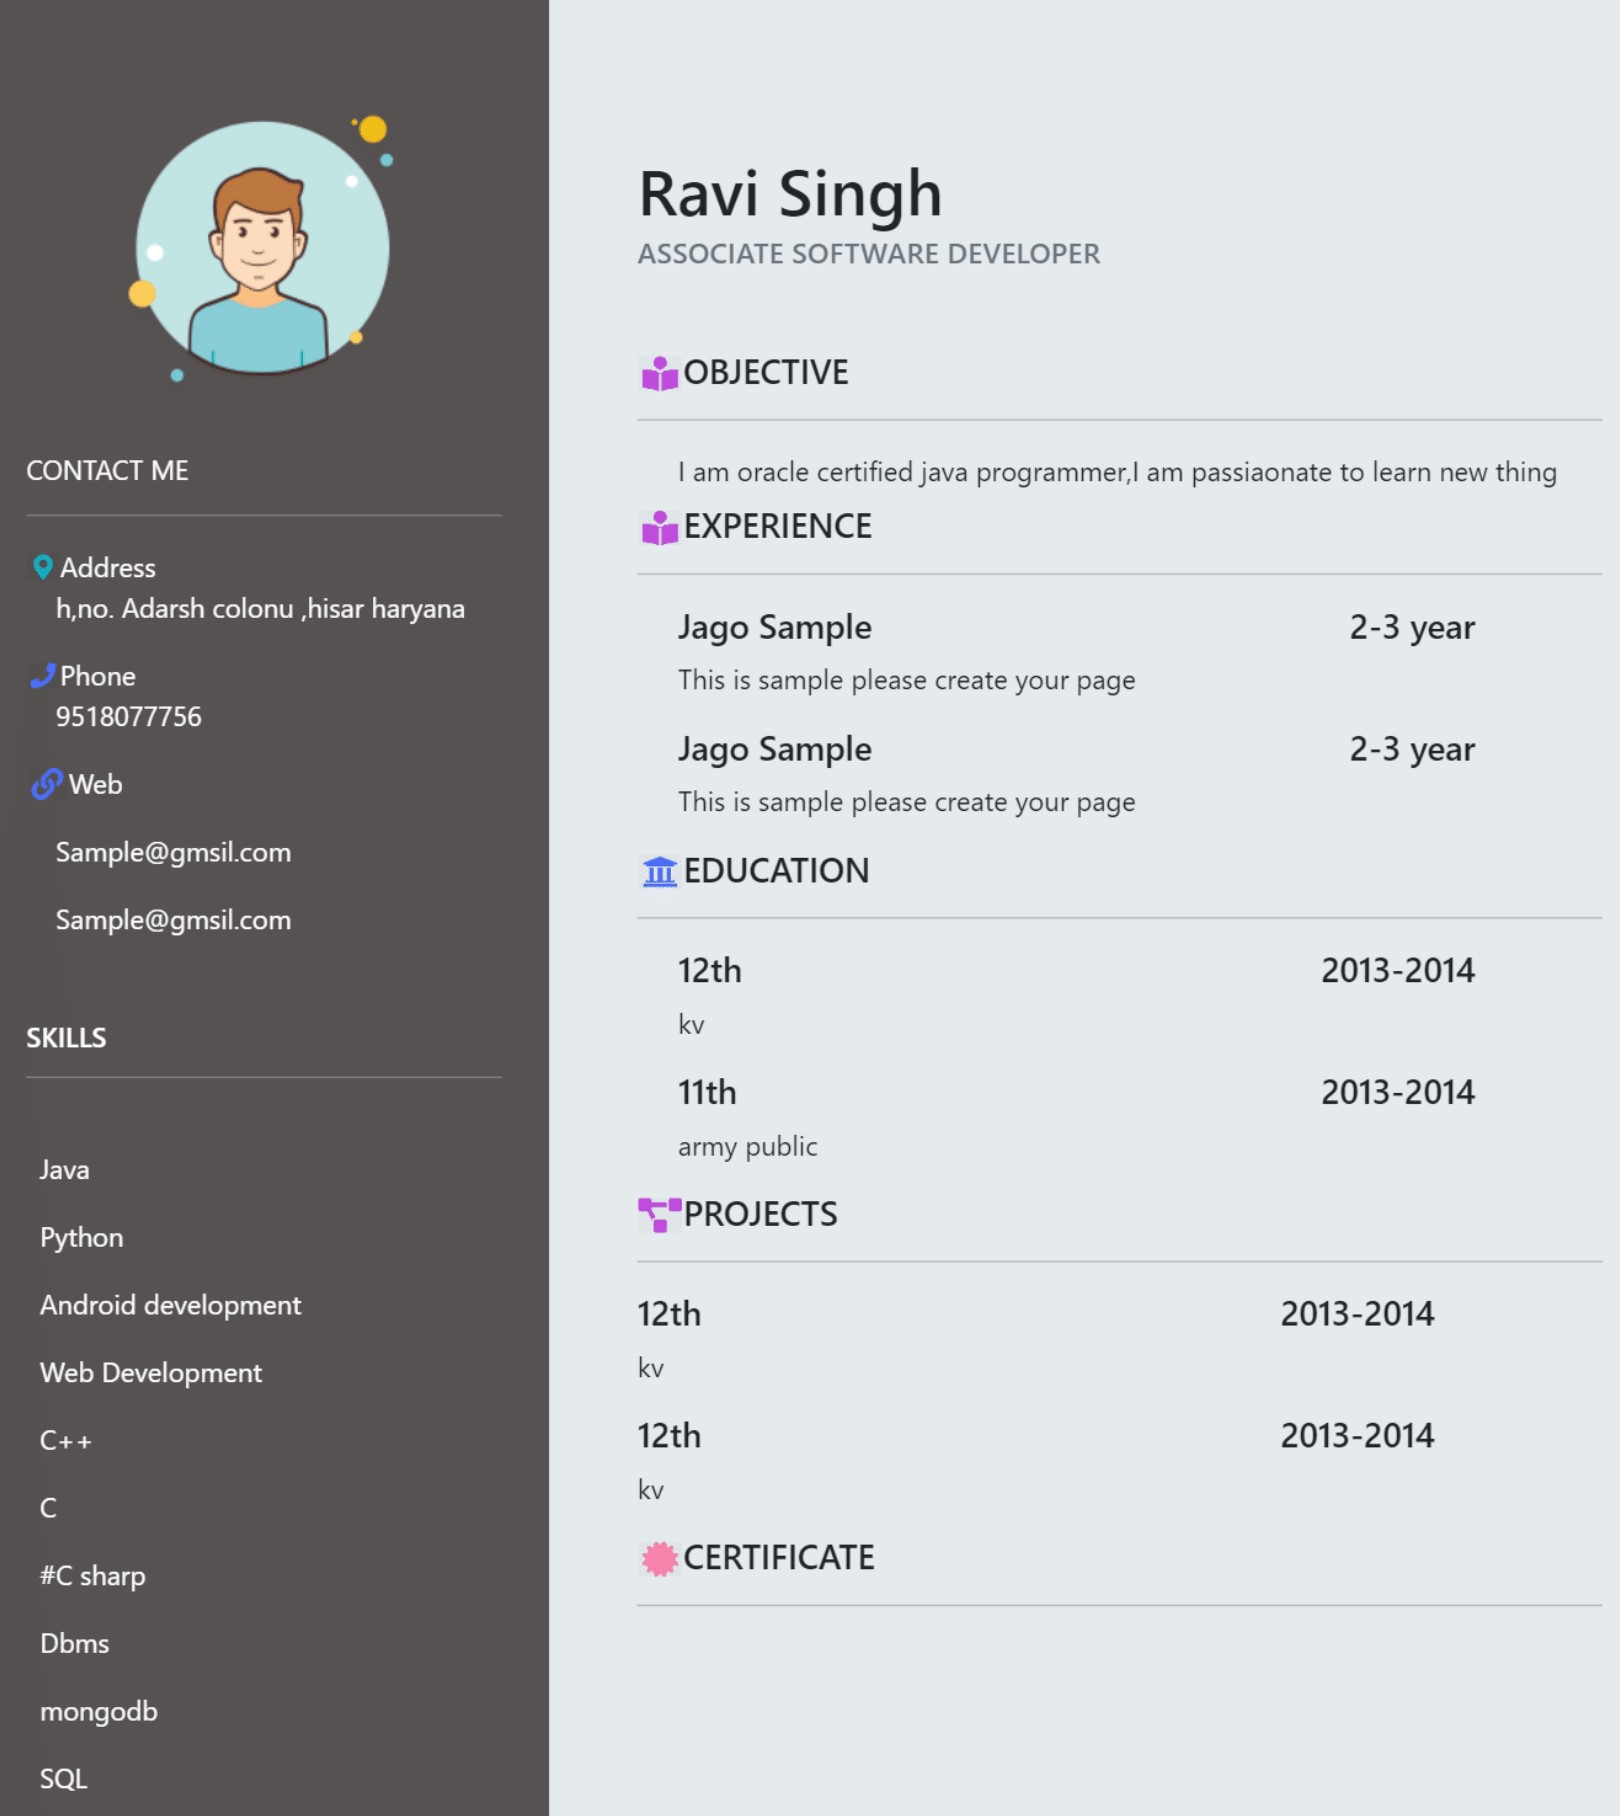 CONTACT ME
Address
h,no. Adarsh colonu ,hisar haryana
Phone
9518077756
Web
Sample@gmsil.com
Sample@gmsil.com
SKILLS
Java
Python
Android development
Web Development
C++
C
#C sharp
Dbms
mongodb
SQL
Ravi Singh
ASSOCIATE SOFTWARE DEVELOPER
OBJECTIVE
I am oracle certified java programmer,I am passiaonate to learn new thing
EXPERIENCE
Jago Sample 2-3 year
This is sample please create your page
Jago Sample 2-3 year
This is sample please create your page
EDUCATION
12th 2013-2014
kv
11th 2013-2014
army public
PROJECTS
12th 2013-2014
kv
12th 2013-2014
kv
CERTIFICATE